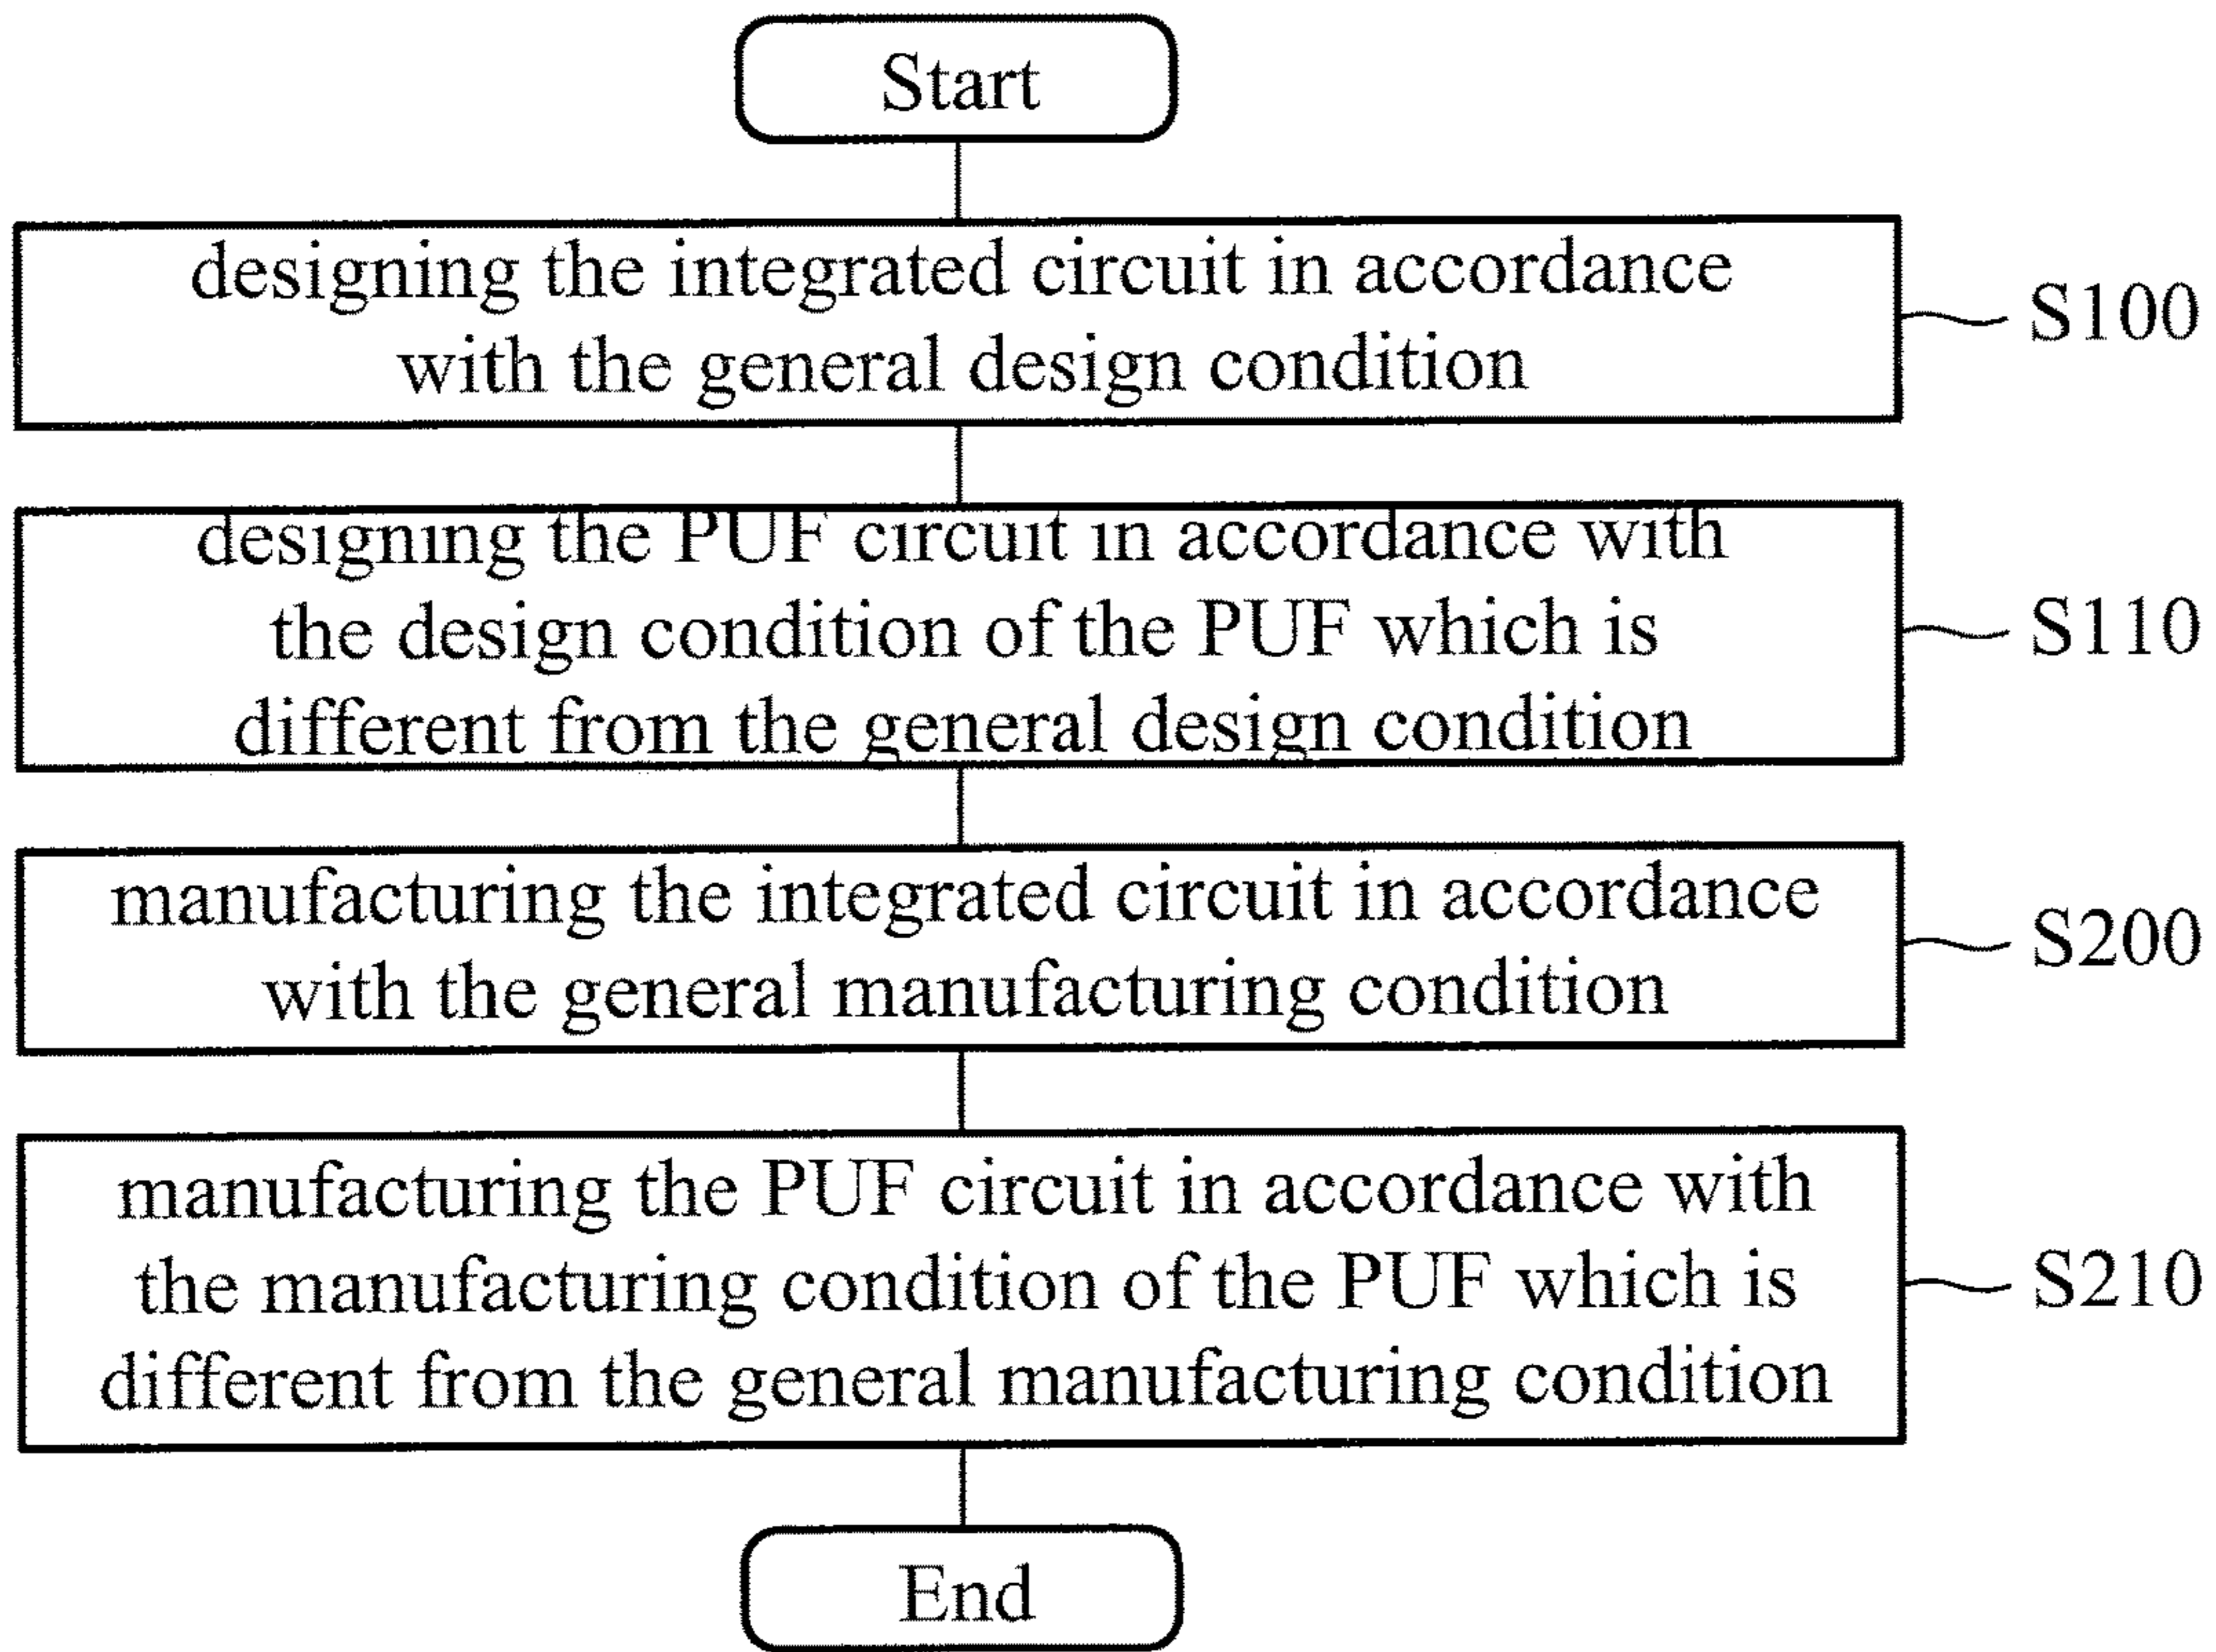 Start
designing the integrated circuit in accordance
with the general design condition
S100
designing the PUF circuit in accordance with
the design condition of the PUF which is
different from the general design condition
S110
manufacturing the integrated circuit in accordance
with the general manufacturing condition
S200
manufacturing the PUF circuit in accordance with
the manufacturing condition of the PUF which is
different from the general manufacturing condition
S210
End